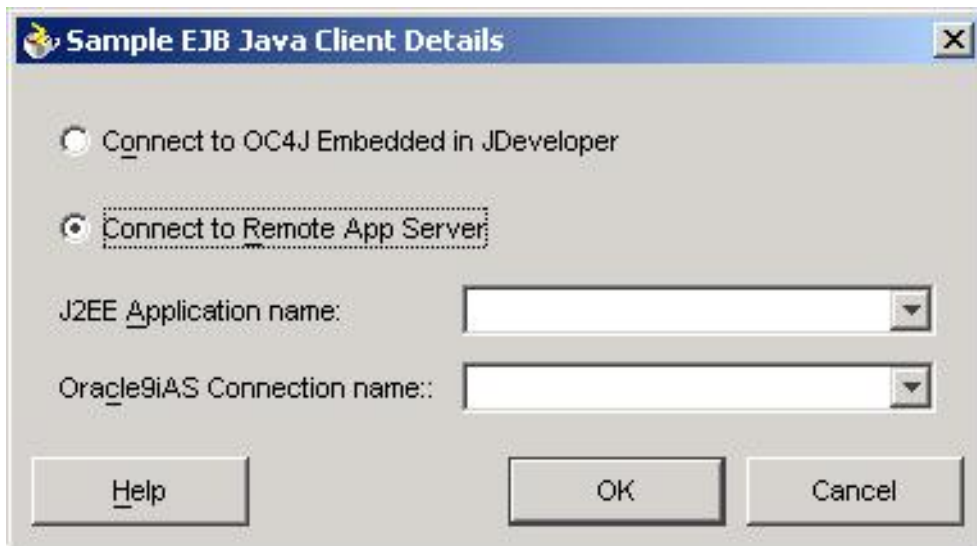 Sample EJB Java Client Details
Connect to OC4J Embedded in JDeveloper
Connect to Remote App Server
J2EE Application name:
Oracle9iAS Connection name::
Help OK Cancel